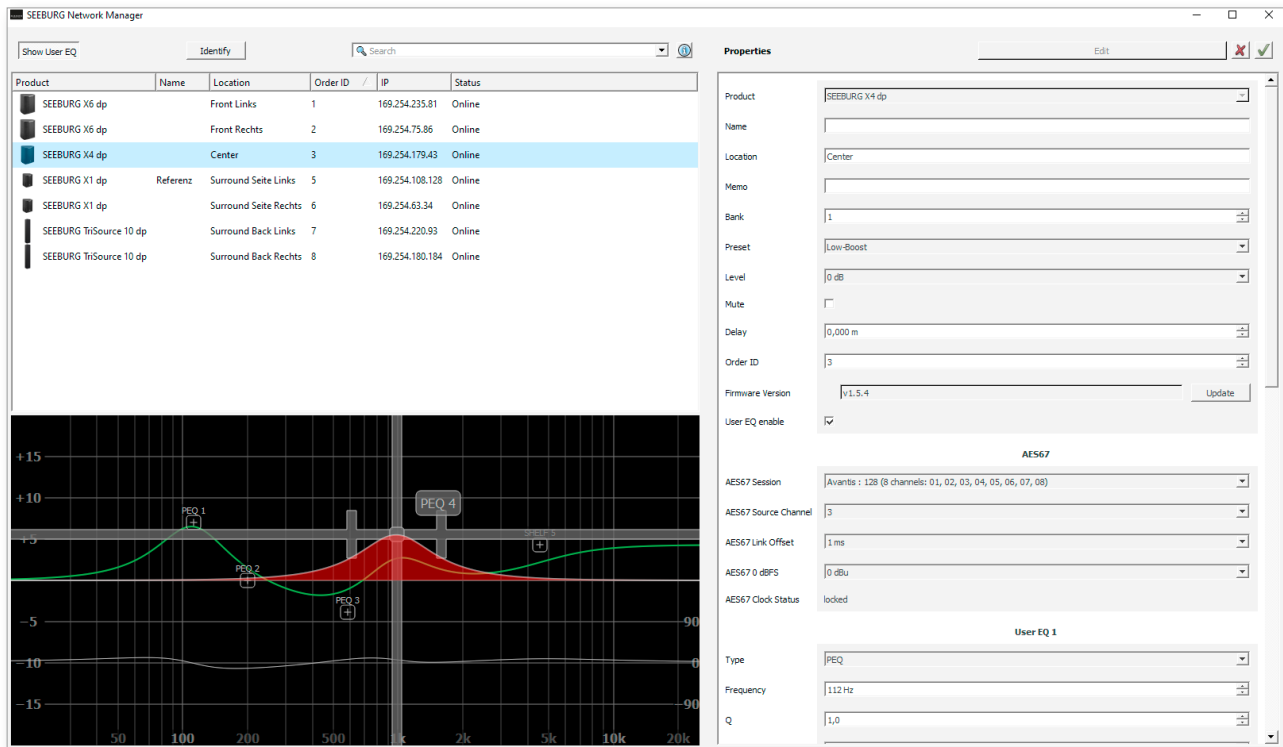 SEEBURG Network Manager
Show User EQ Identify Search
Product Name Location Order ID IP Status
SEEBURG X6 dp Front Links 1 169.254.235.81 Online
SEEBURG X6 dp Front Rechts 2 169.254.75.86 Online
SEEBURG X4 dp Center 3 169.254.179.43 Online
SEEBURG X1 dp Referenz Surround Seite Links 5 169.254.108.128 Online
SEEBURG X1 dp Surround Seite Rechts 6 169.254.63.34 Online
SEEBURG TriSource 10 dp Surround Back Links 7 169.254.220.93 Online
SEEBURG TriSource 10 dp Surround Back Rechts 8 169.254.180.184 Online
+15
+10
PEQ 4
PEQ 1
+5
SHELF 5
PEQ 2
PEQ 3
−5 90
−10 0
−15 −90
50 100 200 500 1k 2k 5k 10k 20k
Properties Edit
Product SEEBURG X4 dp
Name
Location Center
Memo
Bank 1
Preset Low-Boost
Level 0 dB
Mute
Delay 0,000 m
Order ID 3
Firmware Version v1.5.4 Update
User EQ enable
AES67
AES67 Session Avantis : 128 (8 channels: 01, 02, 03, 04, 05, 06, 07, 08)
AES67 Source Channel 3
AES67 Link Offset 1 ms
AES67 0 dBFS 0 dBu
AES67 Clock Status locked
User EQ 1
Type PEQ
Frequency 112 Hz
Q 1,0